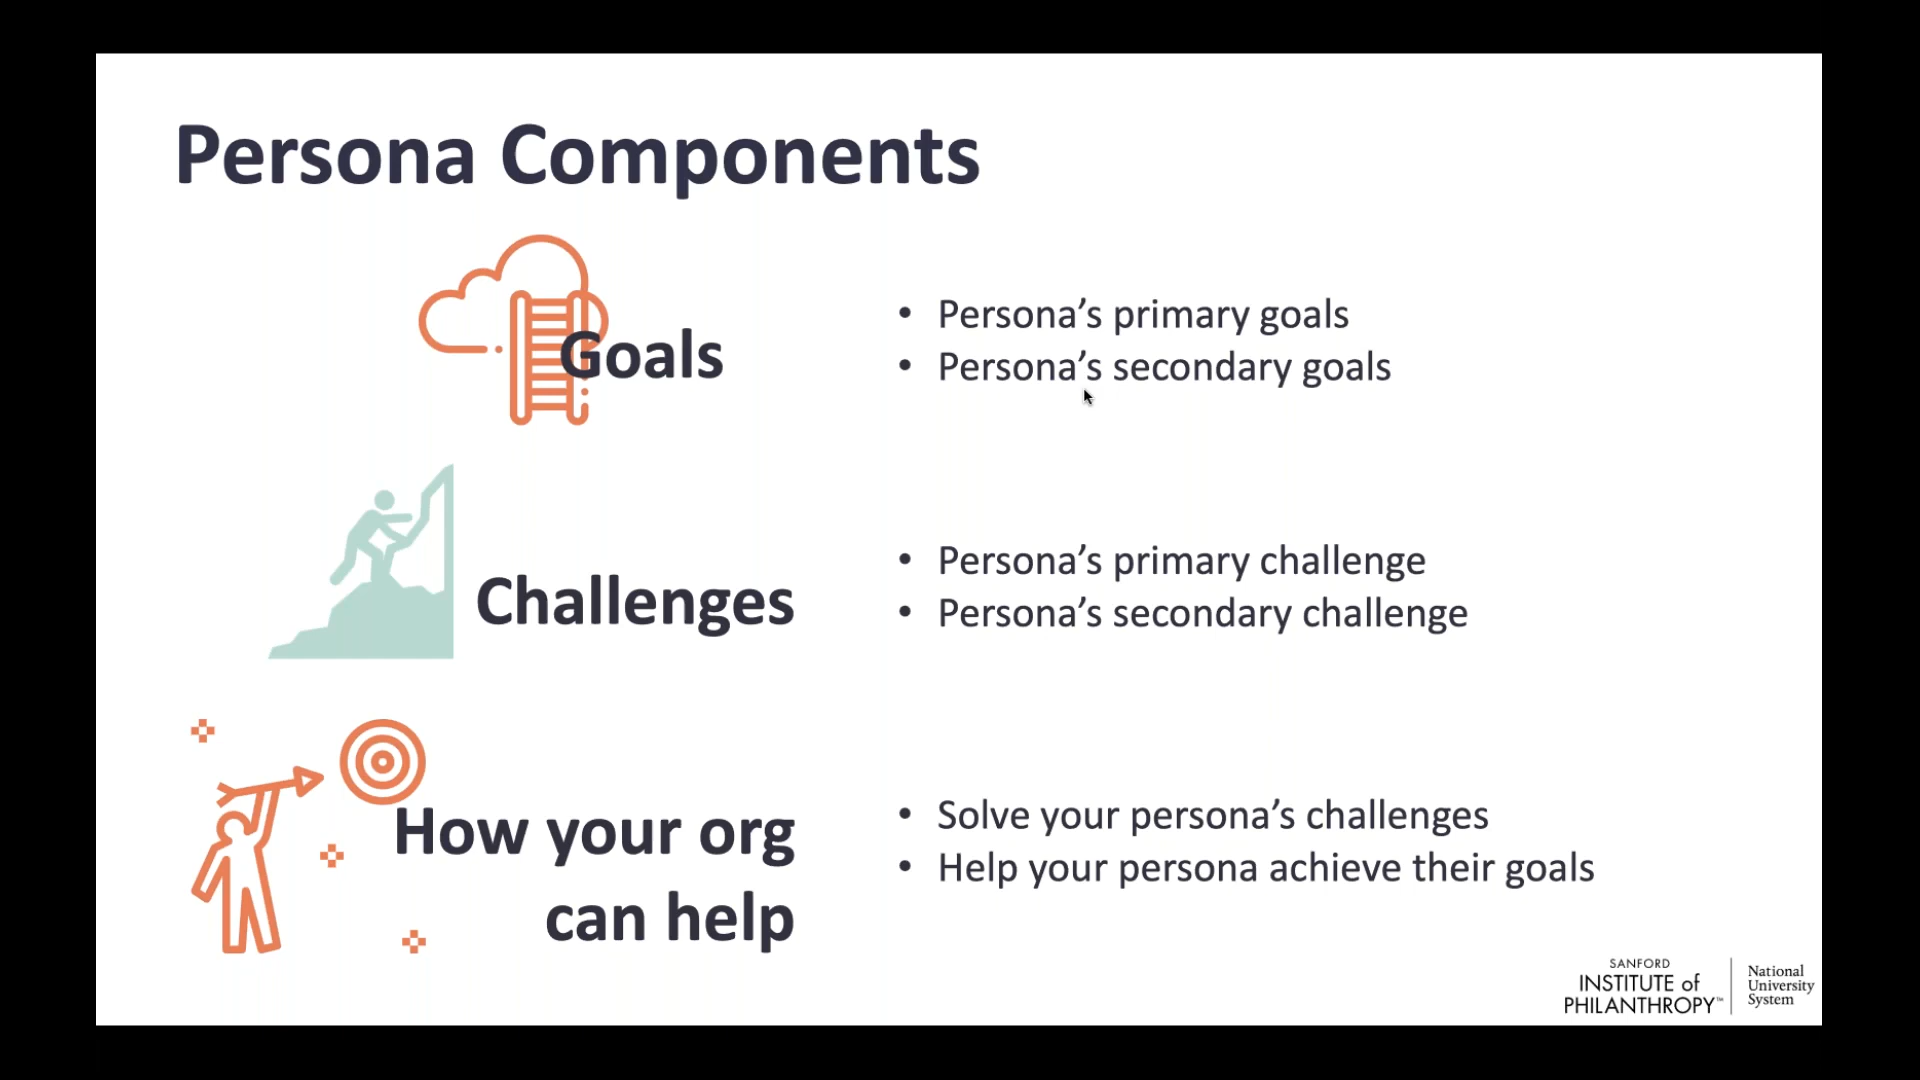 Persona Components
Goals
• Persona’s primary goals
• Persona’s secondary goals
Challenges
• Persona’s primary challenge
• Persona’s secondary challenge
How your org
can help
• Solve your persona’s challenges
• Help your persona achieve their goals
SANFORD
INSTITUTE of
PHILANTHROPY™
National
University
System